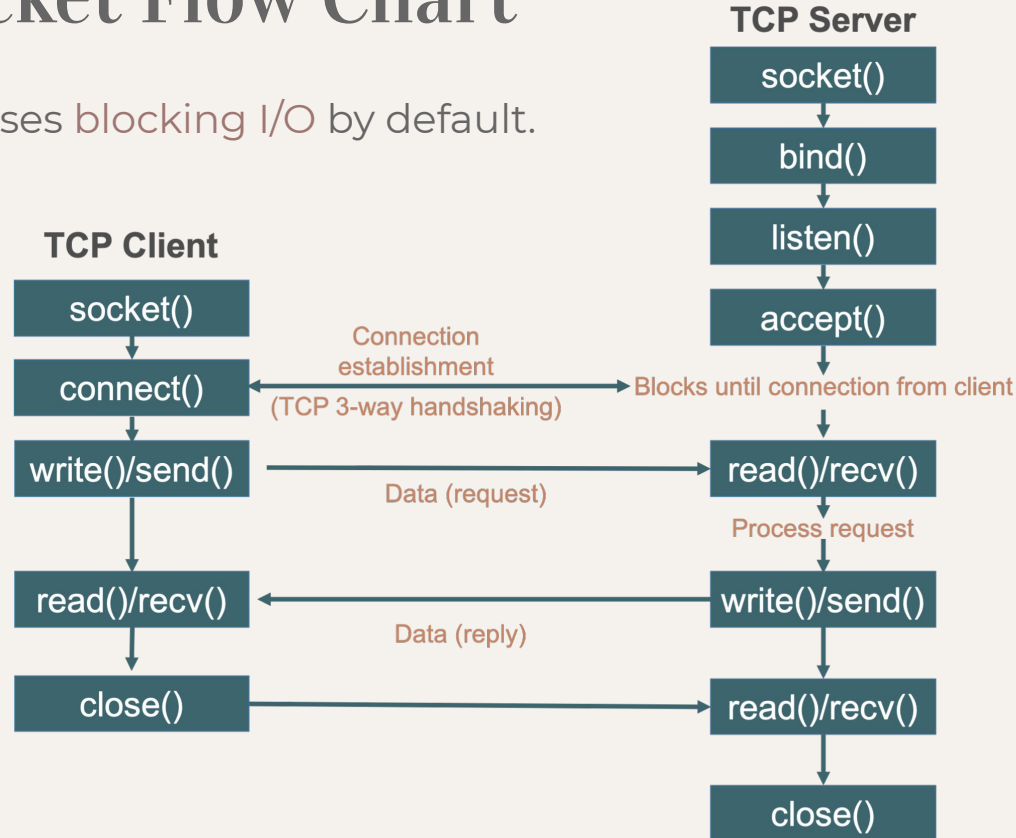 Flow Chart
blocking I/O by default.
TCP Server
socket()
bind()
listen()
accept()
Blocks until connection from client
read()/recv()
Process request
write()/send()
read()/recv()
close()
TCP Client
socket()
connect()
write()/send()
read()/recv()
close()
Connection
establishment
(TCP 3-way handshaking)
Data (request)
Data (reply)